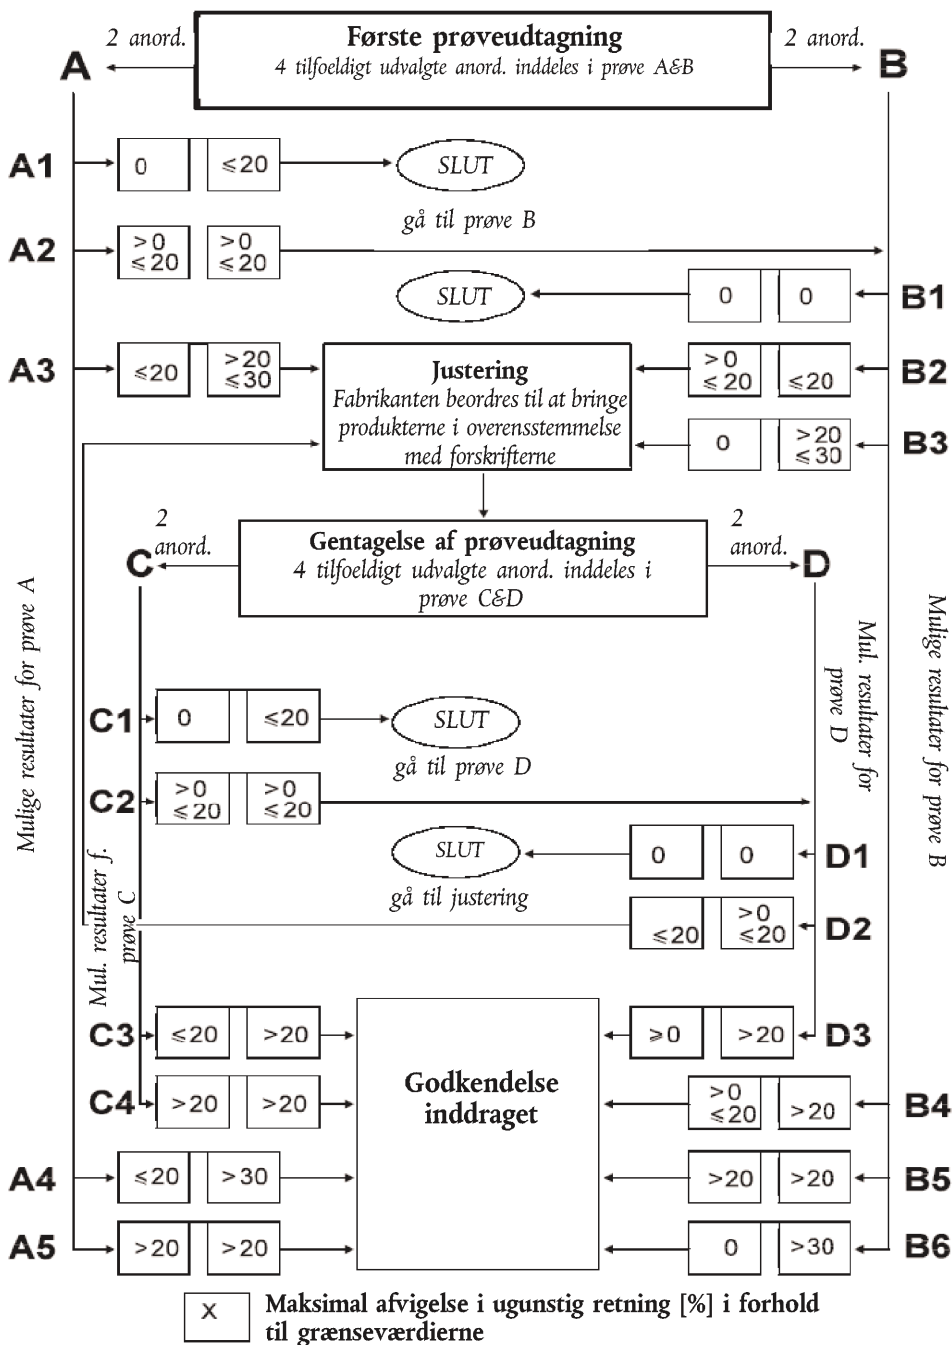 2 anord.
Første prøveudtagning
2 anord.
A
4 tilfoeldigt udvalgte anord. inddeles i prøve A&B
B
A1
0
≤20
SLUT
gå til prøve B
A2
>0
≤20
>0
≤20
SLUT
0
0
B1
A3
≤20
>20
≤30
Justering
Fabrikanten beordres til at bringe
produkterne i overensstemmelse
med forskrifterne
>0
≤20
≤20
B2
0
>20
≤30
B3
2
anord.
Gentagelse af prøveudtagning
4 tilfoeldigt udvalgte anord. inddeles i
prøve C&D
2
anord.
C
D
Mulige resultater for prøve A
Mul. resultater for
prøve D
Mulige resultater for prøve B
C1
0
≤20
SLUT
gå til prøve D
C2
>0
≤20
>0
≤20
SLUT
0
0
D1
gå til justering
Mul. resultater f.
prøve C
≤20
>0
≤20
D2
C3
≤20
>20
Godkendelse
inddraget
≥0
>20
D3
C4
>20
>20
>0
≤20
>20
B4
A4
≤20
>30
>20
>20
B5
A5
>20
>20
0
>30
B6
X
Maksimal afvigelse i ugunstig retning [%] i forhold
til grænseværdierne